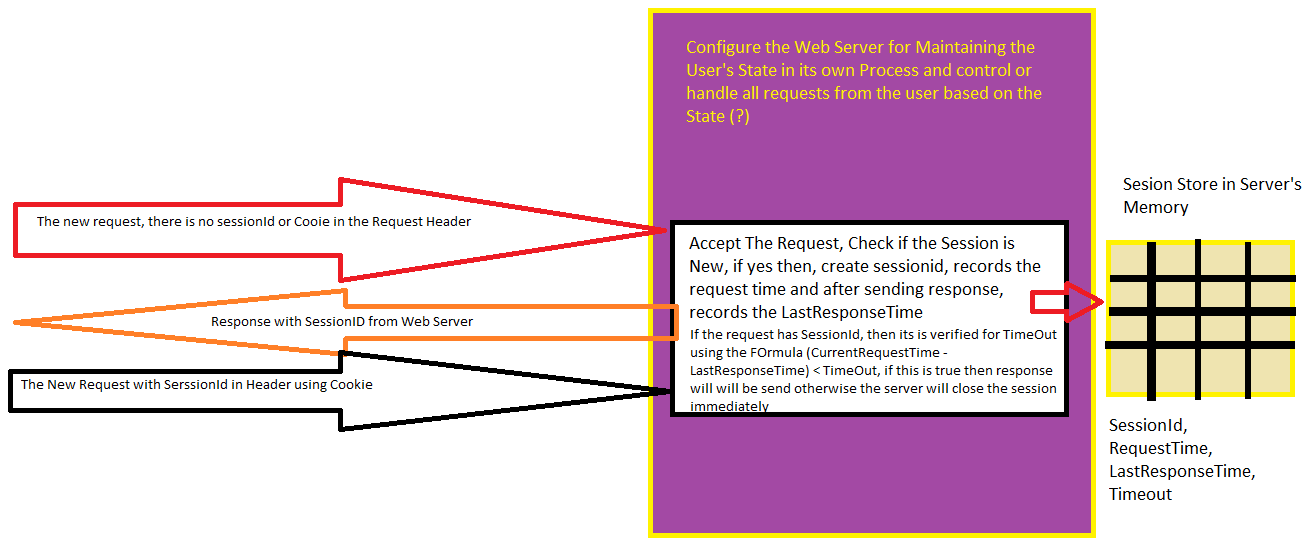 Configure the Web Server for Maintaining the
User's State in its own Process and control or
handle all requests from the user based on the
State (?)
Sesion Store in Server's
Memory
The new request, there is no sessionId or Cooie in the Request Header
Accept The Request, Check if the Session is
New, if yes then, create sessionid, records the
request time and after sending response,
records the LastResponseTime
If the request has SessionId, then its is verified for TimeOut
using the FOrmula (CurrentRequestTime -
LastResponseTime) < TimeOut, if this is true then response
will will be send otherwise the server will close the session
immediately
Response with SessionID from Web Server
The New Request with SerssionId in Header using Cookie
SessionId,
RequestTime,
LastResponseTime,
Timeout